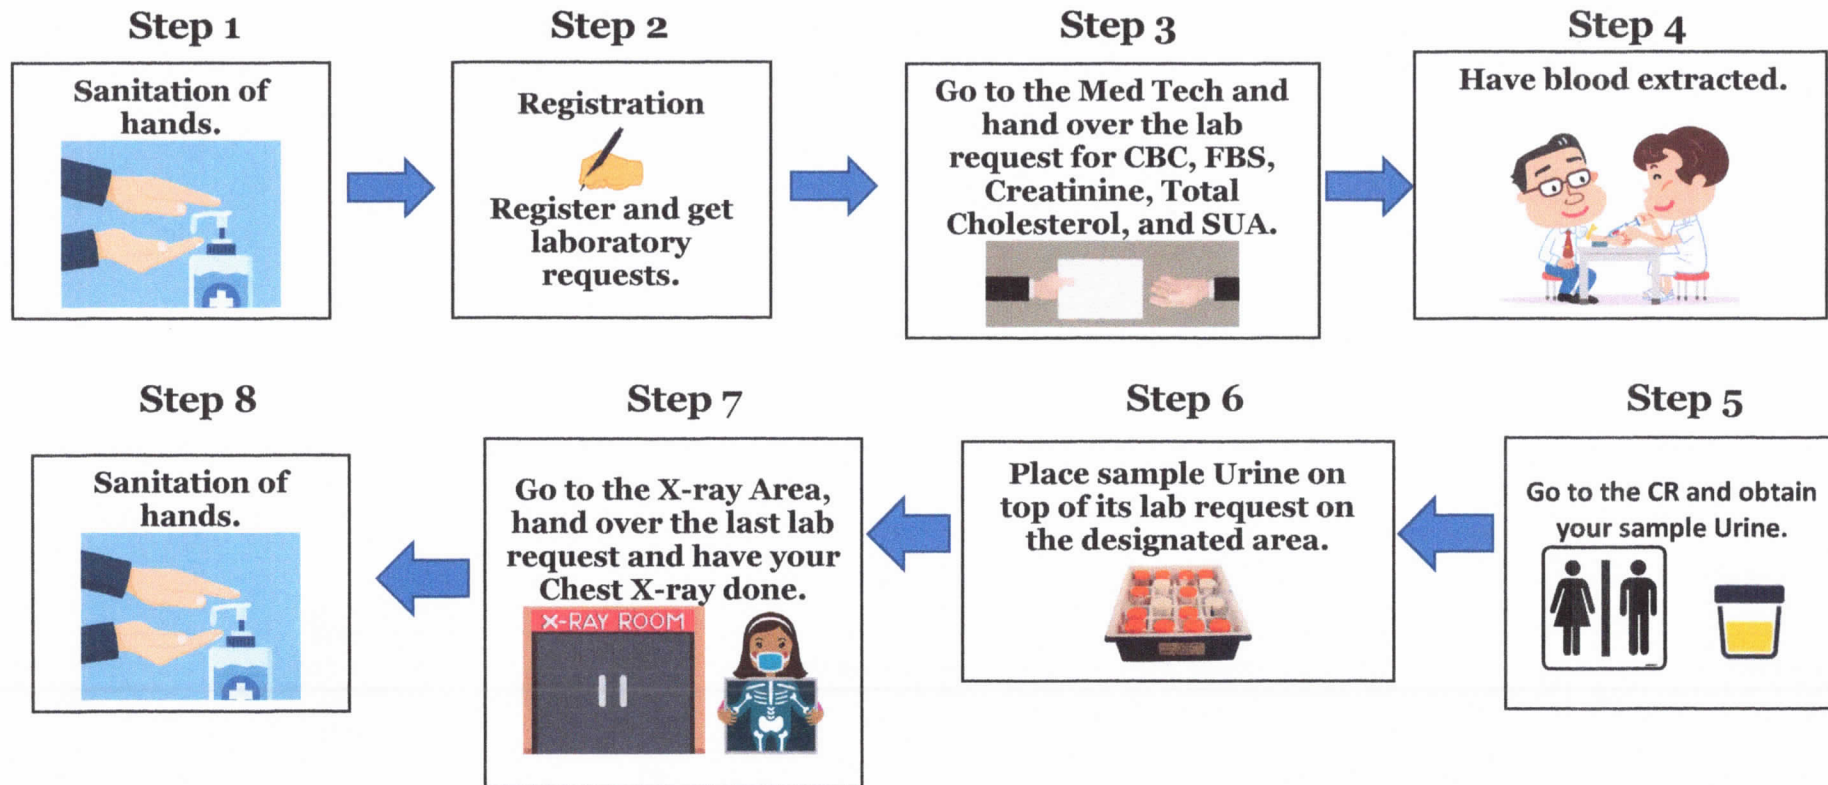 Step 1
Sanitation of
hands.
Step 2
Registration
Register and get
laboratory
requests.
Step 3
Go to the Med Tech and
hand over the lab
request for CBC, FBS,
Creatinine, Total
Cholesterol, and SUA.
Step 4
Have blood extracted.
Step 5
Go to the CR and obtain
your sample Urine.
Step 6
Place sample Urine on
top of its lab request on
the designated area.
Step 7
Go to the X-ray Area,
hand over the last lab
request and have your
Chest X-ray done.
X-RAY ROOM
Step 8
Sanitation of
hands.